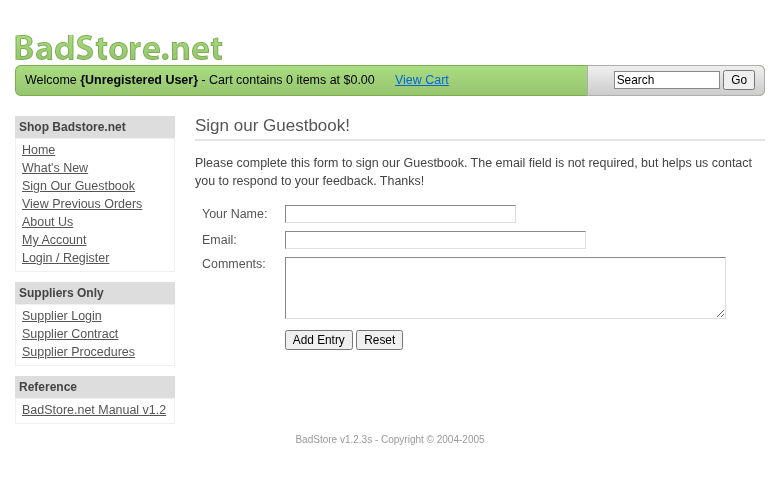 BadStore.net
Welcome {Unregistered User} - Cart contains 0 items at $0.00 View Cart
Search Go
Shop Badstore.net
Home
What's New
Sign Our Guestbook
View Previous Orders
About Us
My Account
Login / Register
Suppliers Only
Supplier Login
Supplier Contract
Supplier Procedures
Reference
BadStore.net Manual v1.2
Sign our Guestbook!
Please complete this form to sign our Guestbook. The email field is not required, but helps us contact
you to respond to your feedback. Thanks!
Your Name:
Email:
Comments:
Add Entry Reset
BadStore v1.2.3s - Copyright © 2004-2005